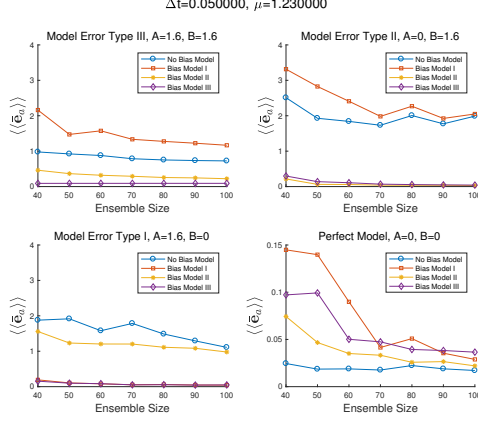 Δt=0.050000, μ=1.230000
Model Error Type III, A=1.6, B=1.6
4
3
2
1
0
⟨⟨ē_a⟩⟩
No Bias Model
Bias Model I
Bias Model II
Bias Model III
40 50 60 70 80 90 100
Ensemble Size
Model Error Type II, A=0, B=1.6
4
3
2
1
0
⟨⟨ē_a⟩⟩
No Bias Model
Bias Model I
Bias Model II
Bias Model III
40 50 60 70 80 90 100
Ensemble Size
Model Error Type I, A=1.6, B=0
4
3
2
1
0
⟨⟨ē_a⟩⟩
No Bias Model
Bias Model I
Bias Model II
Bias Model III
40 50 60 70 80 90 100
Ensemble Size
Perfect Model, A=0, B=0
0.15
0.1
0.05
0
⟨⟨ē_a⟩⟩
No Bias Model
Bias Model I
Bias Model II
Bias Model III
40 50 60 70 80 90 100
Ensemble Size